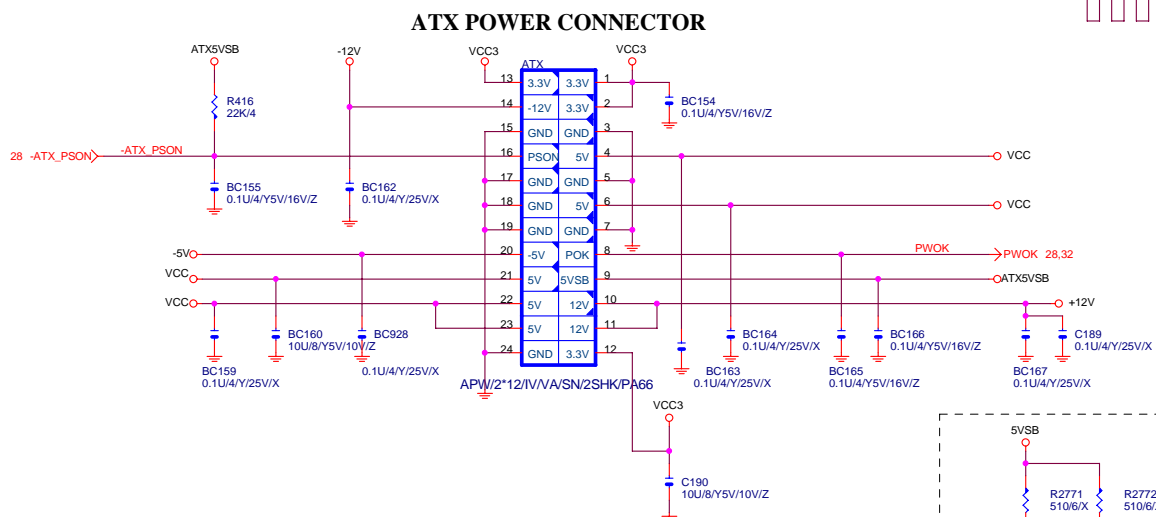 ATX POWER CONNECTOR
ATX5VSB
-12V
VCC3
ATX
VCC3
13 3.3V 3.3V 1
14 -12V 3.3V 2
15 GND GND 3
16 PSON 5V 4
17 GND GND 5
18 GND 5V 6
19 GND GND 7
20 -5V POK 8
21 5V 5VSB 9
22 5V 12V 10
23 5V 12V 11
24 GND 3.3V 12
APW/2*12/IV/VA/SN/2SHK/PA66
R416
22K/4
28 -ATX_PSON
-ATX_PSON
BC155
0.1U/4/Y5V/16V/Z
BC162
0.1U/4/Y/25V/X
BC154
0.1U/4/Y5V/16V/Z
VCC
VCC
PWOK
PWOK 28,32
ATX5VSB
+12V
-5V
VCC
VCC
BC159
0.1U/4/Y/25V/X
BC160
10U/8/Y5V/10V/Z
BC928
0.1U/4/Y/25V/X
BC163
0.1U/4/Y/25V/X
BC164
0.1U/4/Y/25V/X
BC165
0.1U/4/Y5V/16V/Z
BC166
0.1U/4/Y5V/16V/Z
BC167
0.1U/4/Y/25V/X
C189
0.1U/4/Y/25V/X
VCC3
C190
10U/8/Y5V/10V/Z
5VSB
R2771
510/6/X
R2772
510/6/